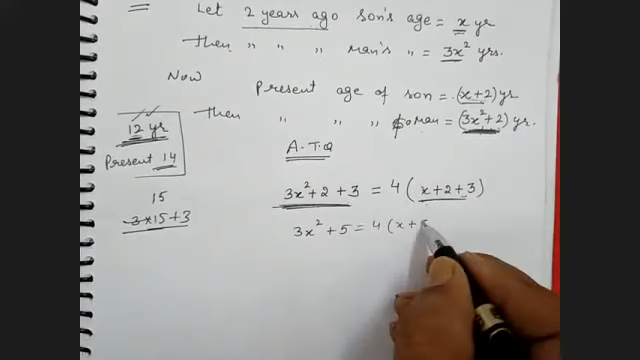 = Let 2 years ago son's age = x yr
Then " " " Man's " = 3x² yrs.
Now Present age of son = (x+2) yr
Then " " " Man = (3x²+2) yr.
12 yr
Present 14
A.T.Q
15
3×15+3
3x²+2+3 = 4(x+2+3)
3x²+5 = 4(x+